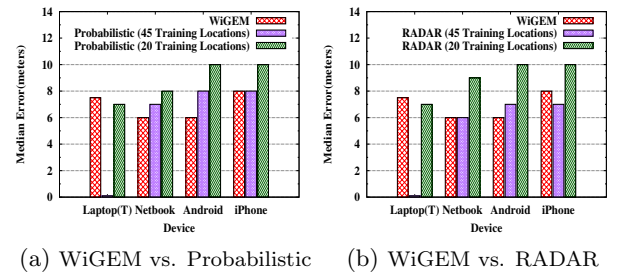 WiGEM
Probabilistic (45 Training Locations)
Probabilistic (20 Training Locations)
Median Error(meters)
14
12
10
8
6
4
2
0
Laptop(T) Netbook Android iPhone
Device
(a) WiGEM vs. Probabilistic
WiGEM
RADAR (45 Training Locations)
RADAR (20 Training Locations)
Median Error(meters)
14
12
10
8
6
4
2
0
Laptop(T) Netbook Android iPhone
Device
(b) WiGEM vs. RADAR